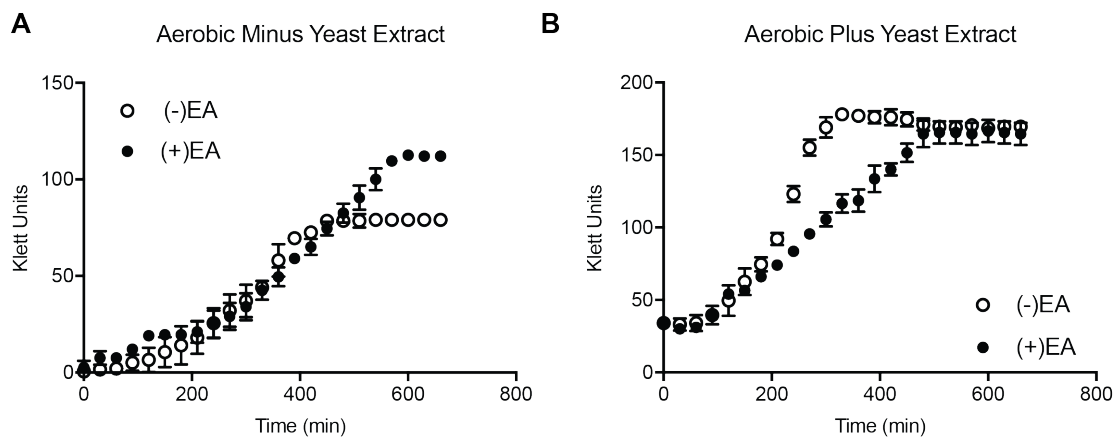 A
Aerobic Minus Yeast Extract
150
100
50
0
Klett Units
(-)EA
(+)EA
0 200 400 600 800
Time (min)
B
Aerobic Plus Yeast Extract
200
150
100
50
0
Klett Units
(-)EA
(+)EA
0 200 400 600 800
Time (min)